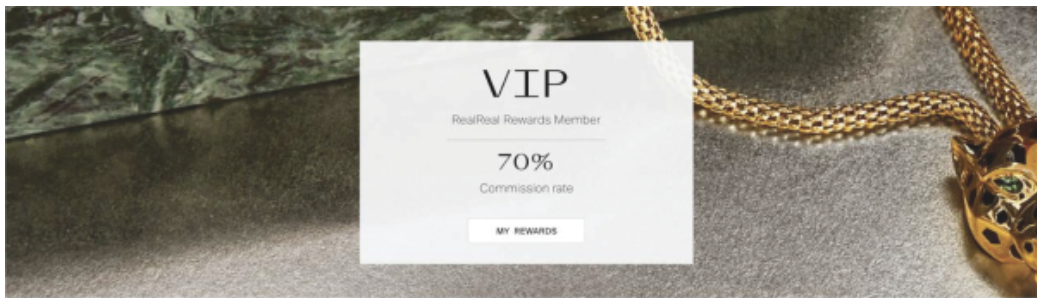 VIP
RealReal Rewards Member
70%
Commission rate
MY REWARDS